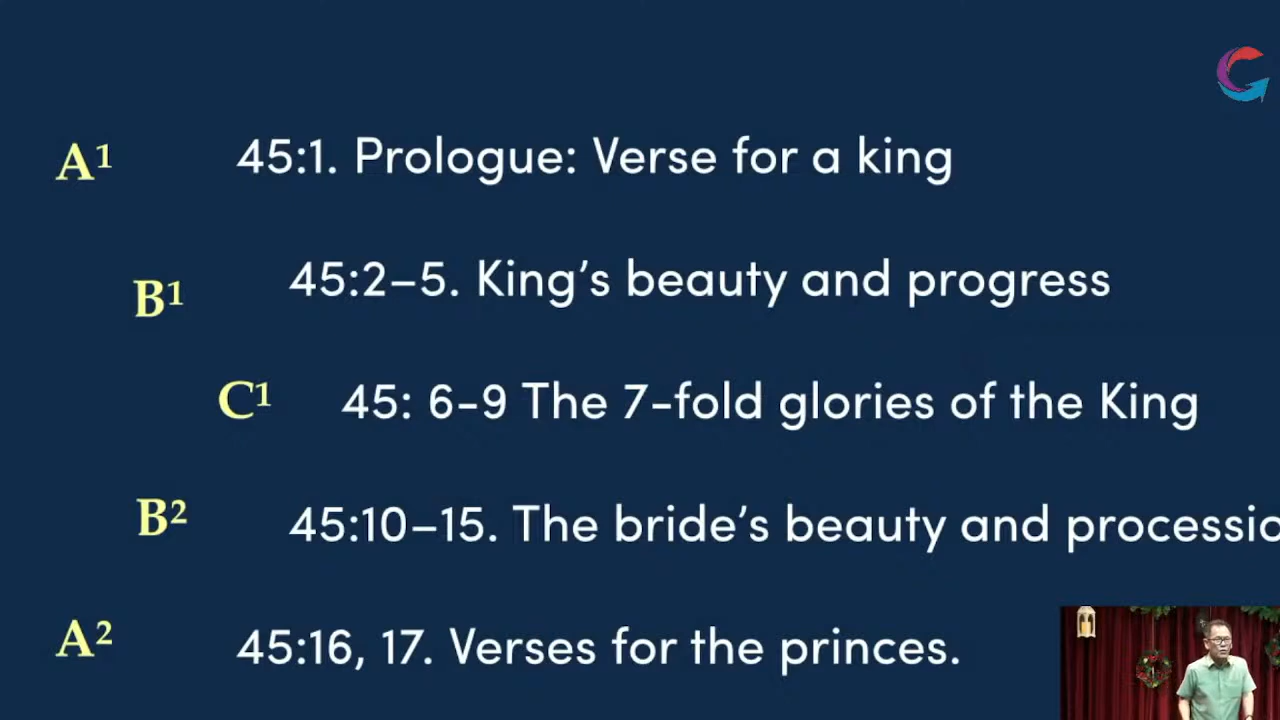 A¹ 45:1. Prologue: Verse for a king
B¹ 45:2–5. King’s beauty and progress
C¹ 45: 6-9 The 7-fold glories of the King
B² 45:10–15. The bride’s beauty and processio
A² 45:16, 17. Verses for the princes.